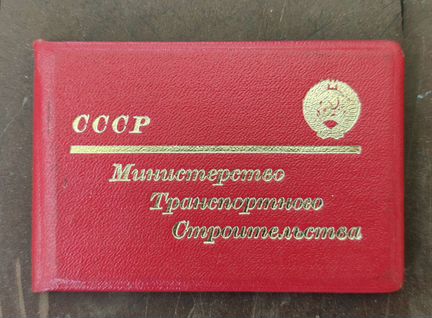 СССР
Министерство
Транспортного
Строительства